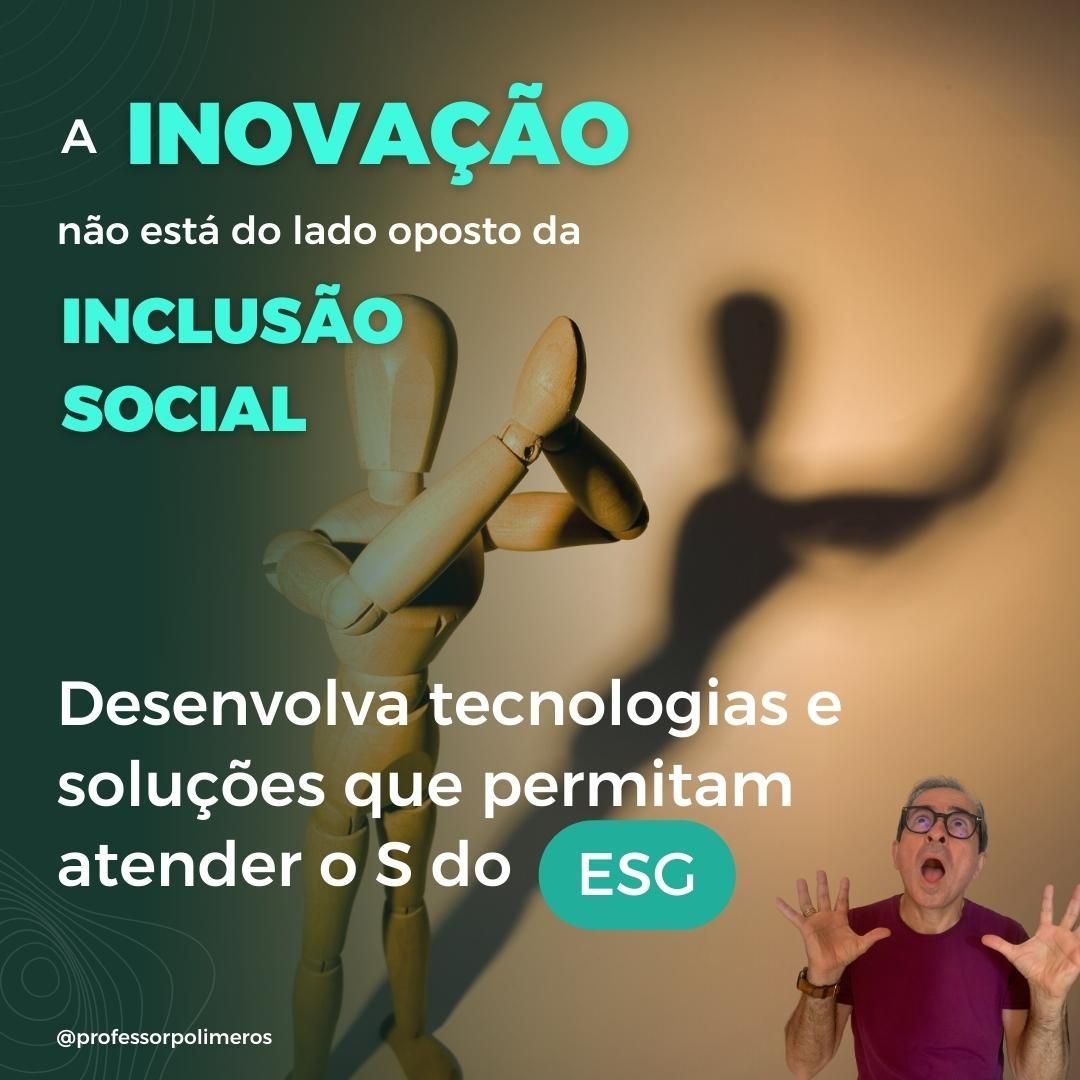 A INOVAÇÃO
não está do lado oposto da
INCLUSÃO
SOCIAL
Desenvolva tecnologias e
soluções que permitam
atender o S do ESG
@professorpolimeros